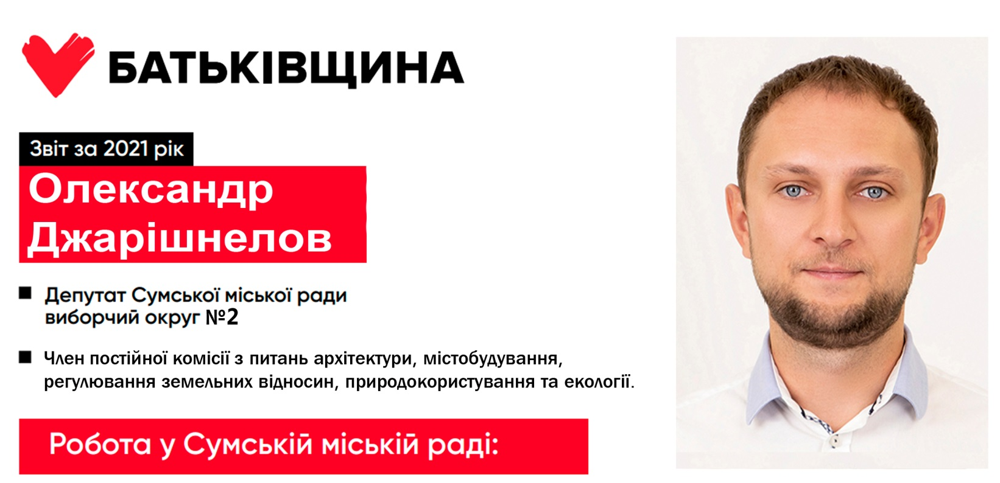 БАТЬКІВЩИНА
Звіт за 2021 рік
Олександр
Джарішнелов
Депутат Сумської міської ради
виборчий округ №2
Член постійної комісії з питань архітектури, містобудування,
регулювання земельних відносин, природокористування та екології.
Робота у Сумській міській раді: